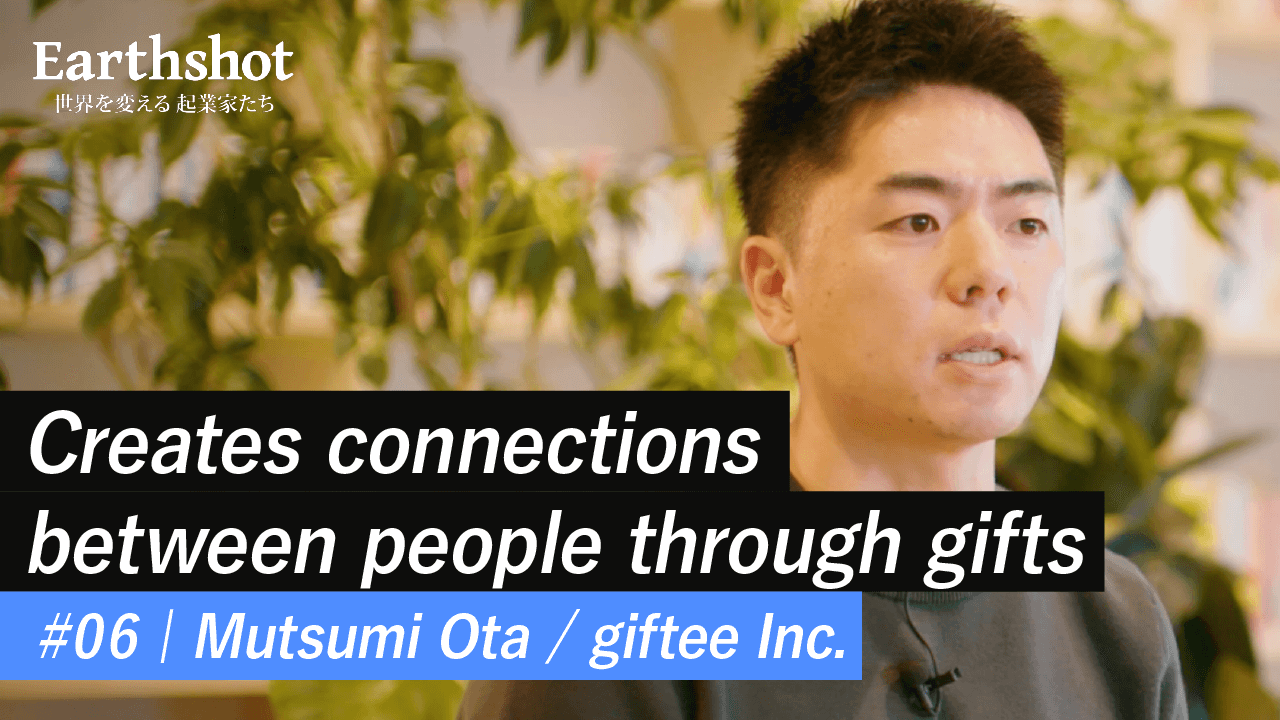 Earthshot
世界を変える 起業家たち
Creates connections
between people through gifts
#06 | Mutsumi Ota / giftee Inc.